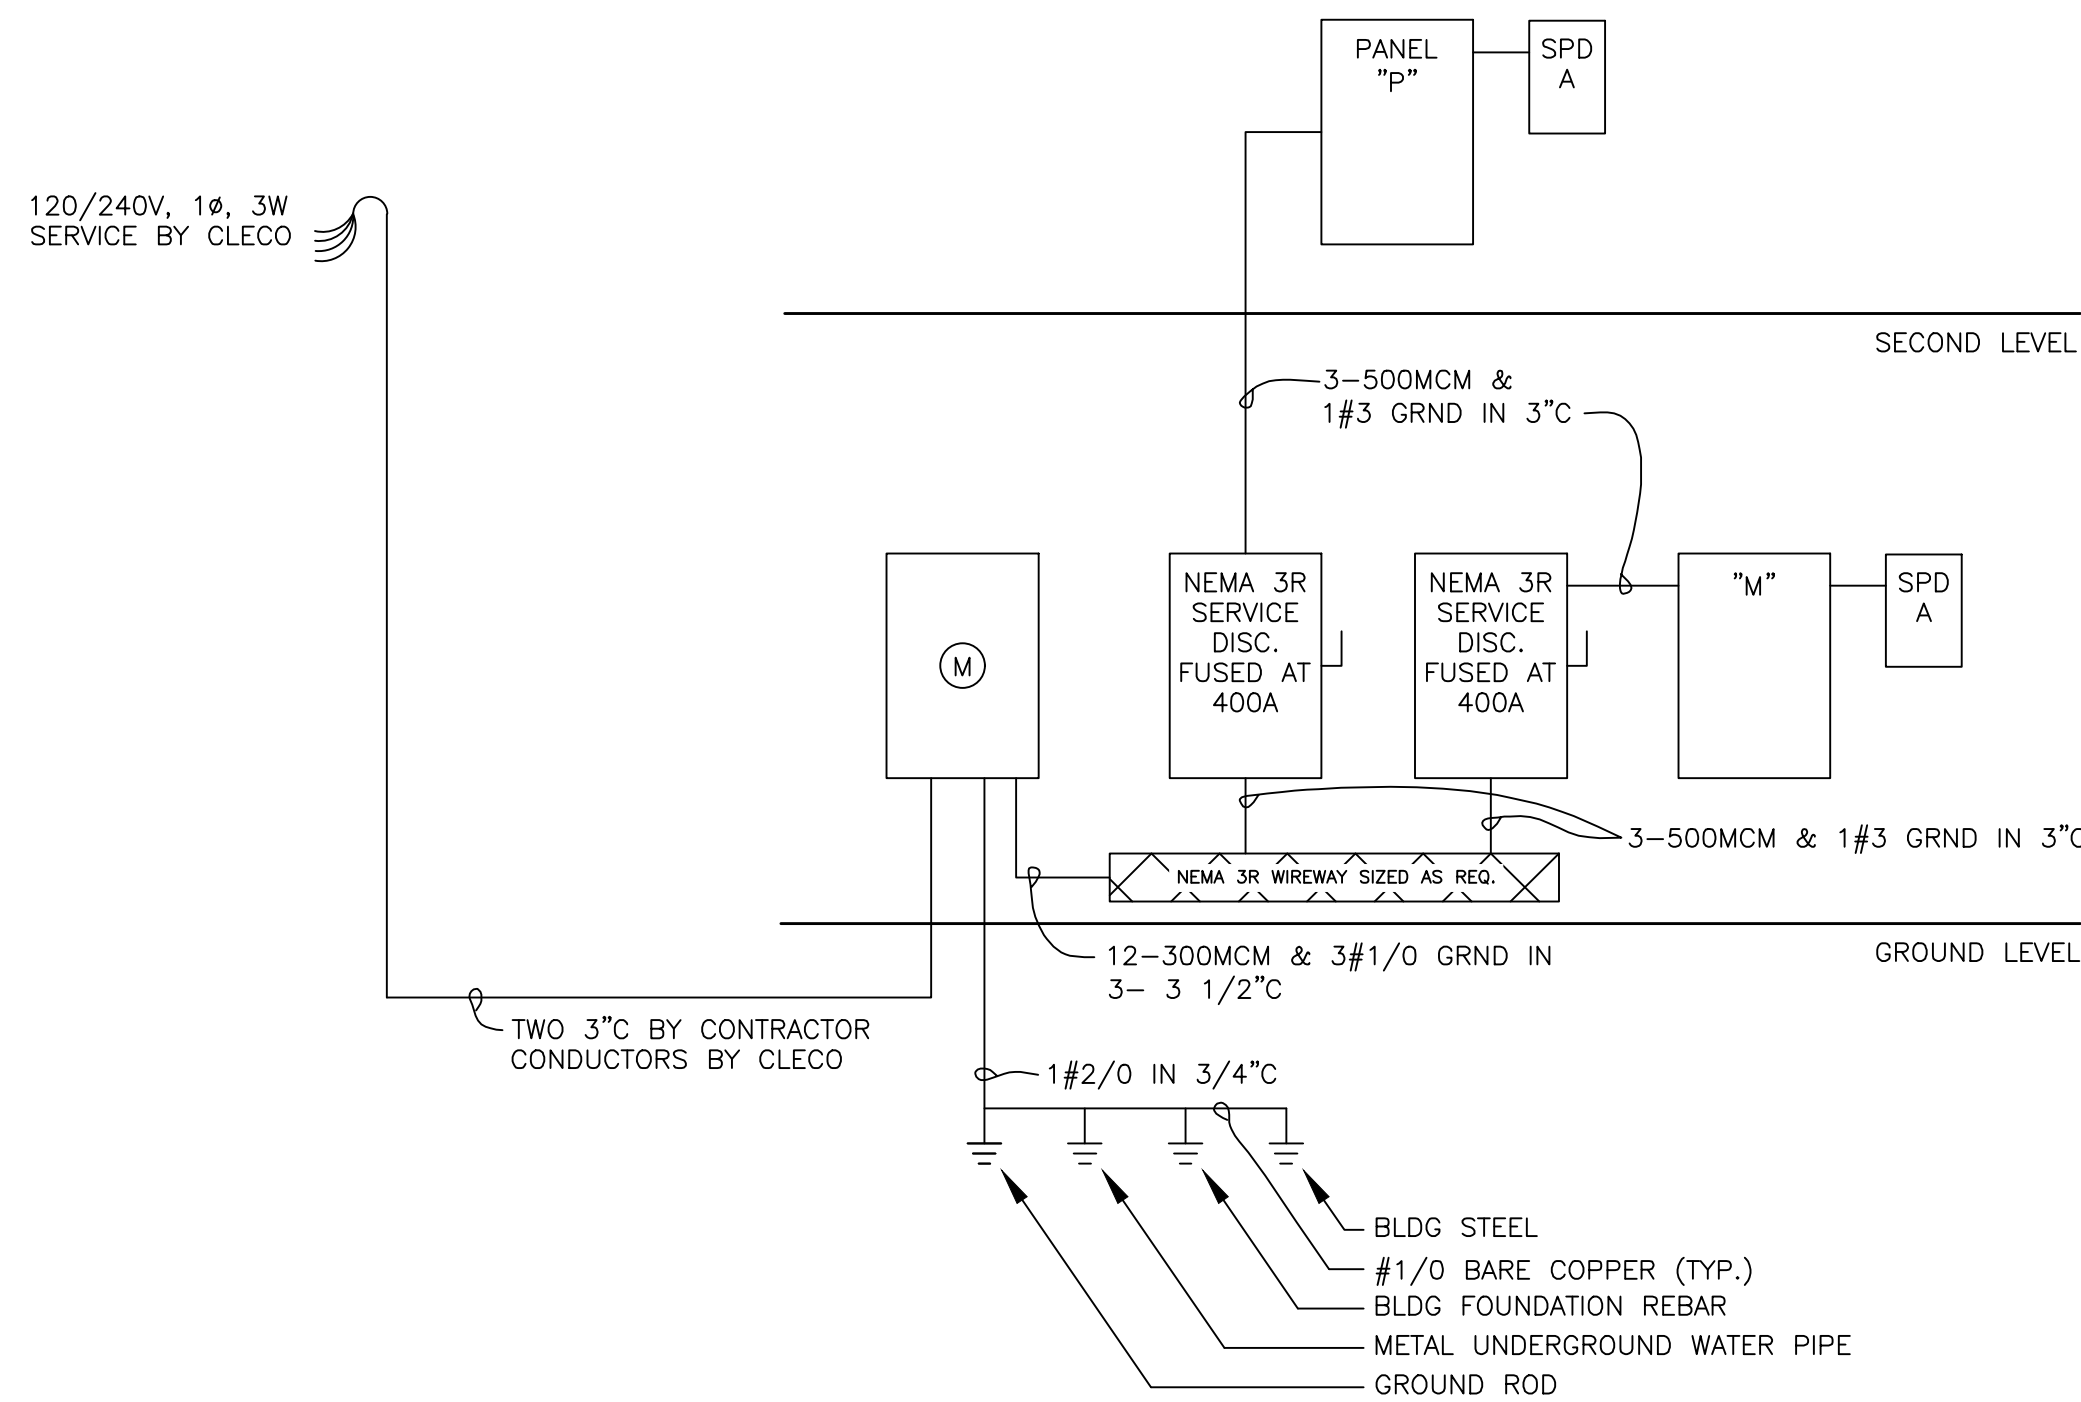 PANEL
"P"
SPD
A
120/240V, 1ø, 3W
SERVICE BY CLECO
SECOND LEVEL
3-500MCM &
1#3 GRND IN 3"C
NEMA 3R
SERVICE
DISC.
FUSED AT
400A
NEMA 3R
SERVICE
DISC.
FUSED AT
400A
"M"
SPD
A
M
3-500MCM & 1#3 GRND IN 3"C
NEMA 3R WIREWAY SIZED AS REQ.
GROUND LEVEL
12-300MCM & 3#1/0 GRND IN
3- 3 1/2"C
TWO 3"C BY CONTRACTOR
CONDUCTORS BY CLECO
1#2/0 IN 3/4"C
BLDG STEEL
#1/0 BARE COPPER (TYP.)
BLDG FOUNDATION REBAR
METAL UNDERGROUND WATER PIPE
GROUND ROD